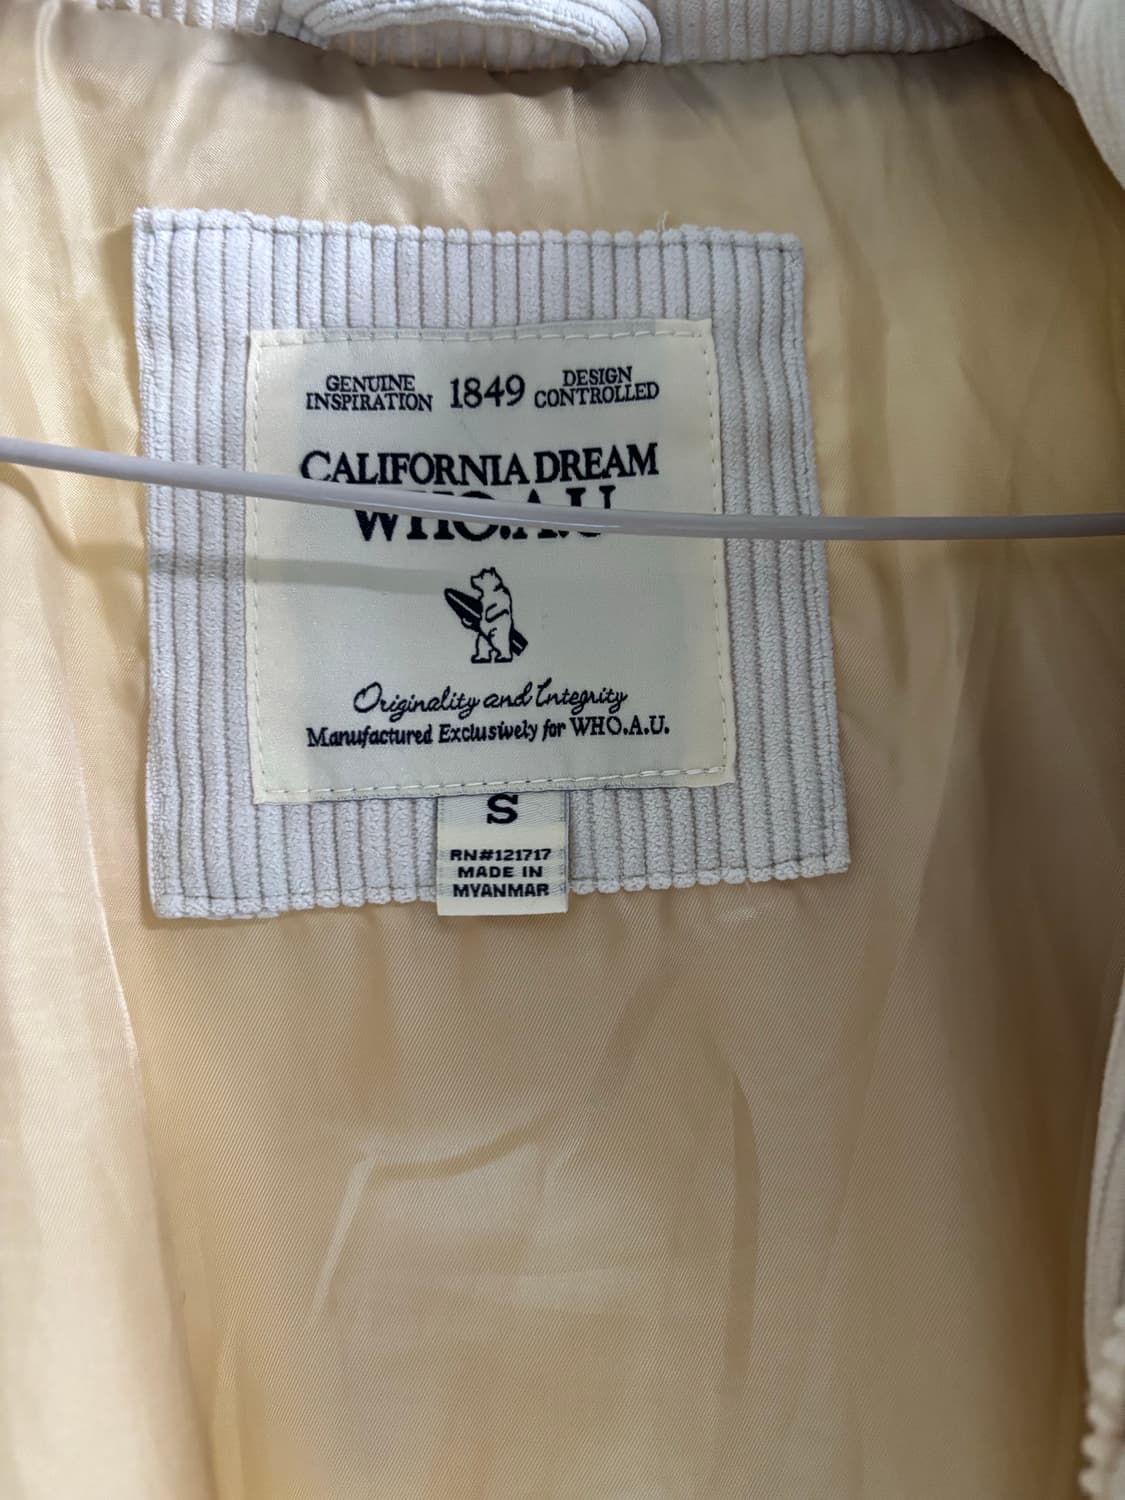 GENUINE INSPIRATION 1849 DESIGN CONTROLLED
CALIFORNIA DREAM
WHO.A.U
Originality and Integrity
Manufactured Exclusively for WHO.A.U.
S
RN#121717
MADE IN
MYANMAR